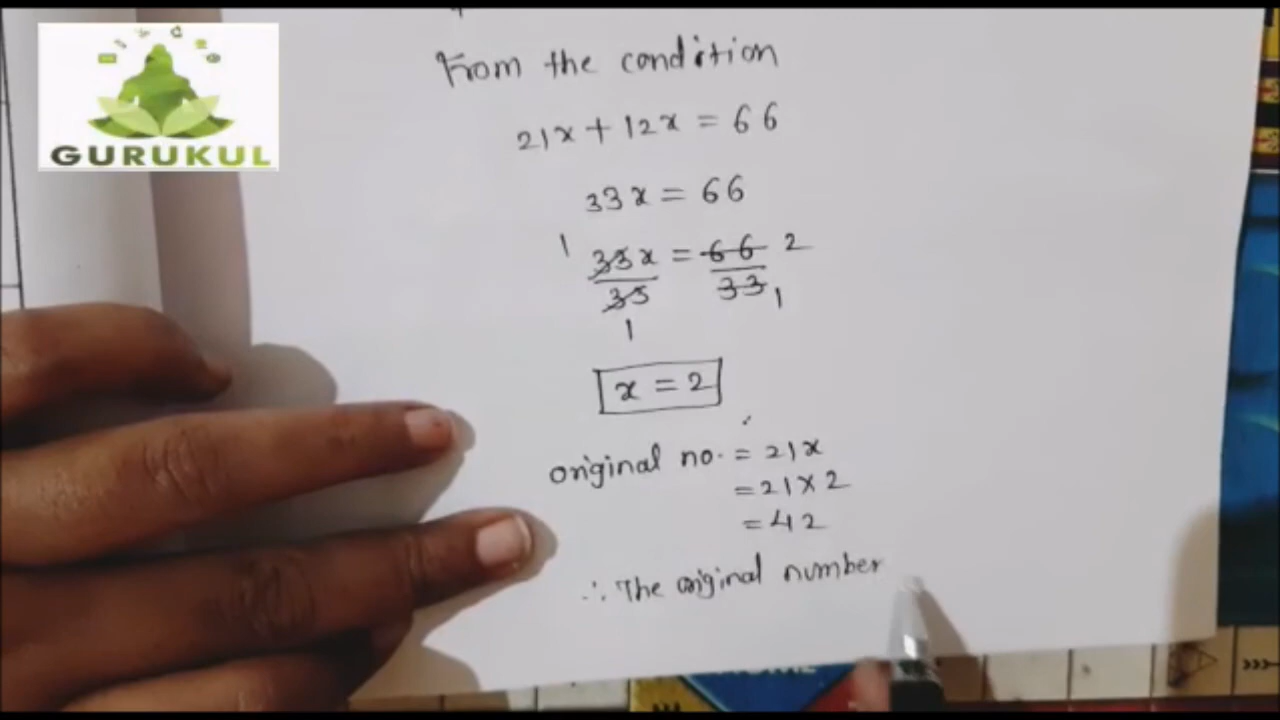 GURUKUL
From the condition
21x + 12x = 66
33x = 66
1 33x = 66 2
33 33 1
1
x = 2
original no. = 21x
= 21 × 2
= 42
∴ The original number